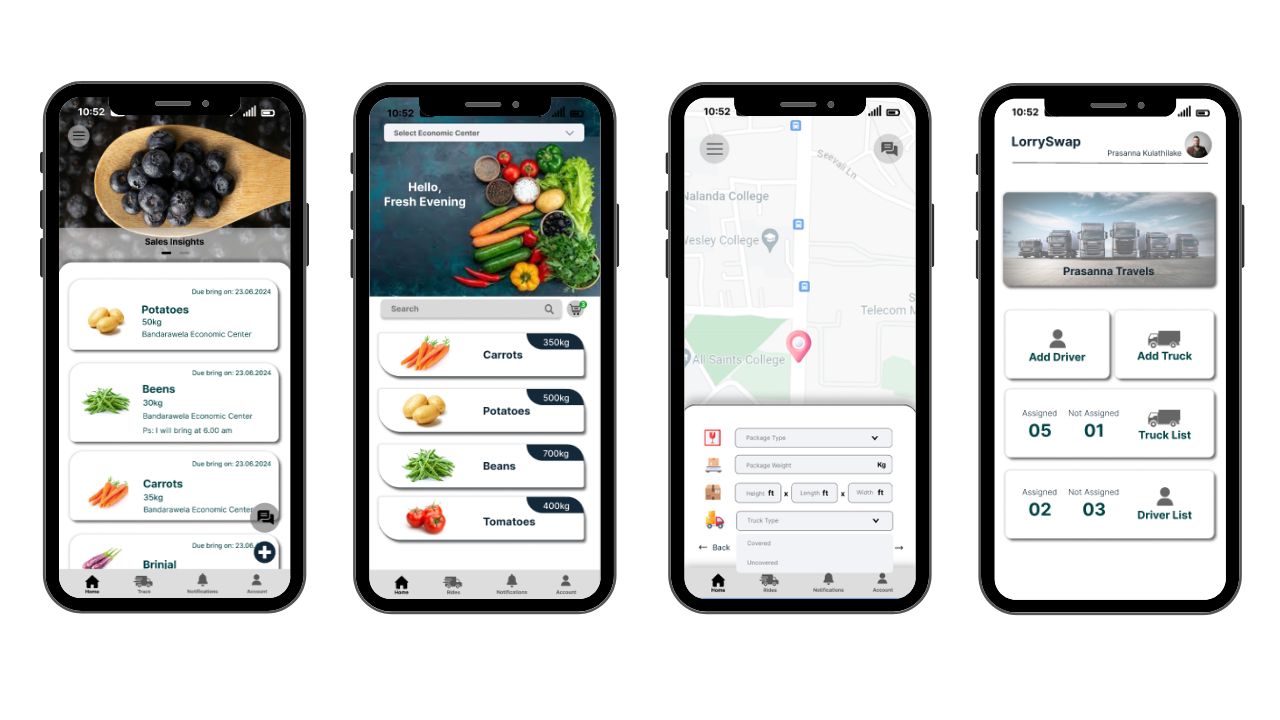 10:52
Sales Insights
Due bring on: 23.06.2024
Potatoes
50kg
Bandarawela Economic Center
Due bring on: 23.06.2024
Beens
30kg
Bandarawela Economic Center
Ps: I will bring at 6.00 am
Due bring on: 23.06.2024
Carrots
35kg
Bandarawela Economic Center
Due bring on: 23.06
Brinjal
Home
Truck
Notifications
Account
10:52
Select Economic Center
Hello,
Fresh Evening
Search
3
350kg
Carrots
500kg
Potatoes
700kg
Beans
400kg
Tomatoes
Home
Rides
Notifications
Account
10:52
Seevali Ln
Nalanda College
Wesley College
S
Telecom M
All Saints College
Package Type
Package Weight
Kg
Height ft x Length ft x Width ft
Truck Type
← Back
→
Covered
Uncovered
Home
Rides
Notifications
Account
10:52
LorrySwap
Prasanna Kulathilake
Prasanna Travels
Add Driver
Add Truck
Assigned
Not Assigned
05
01
Truck List
Assigned
Not Assigned
02
03
Driver List